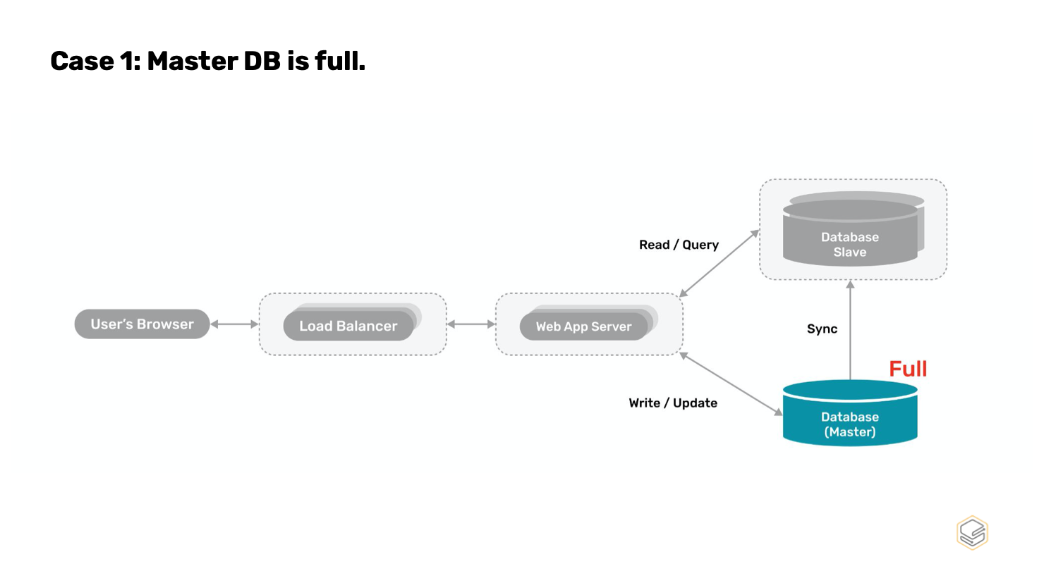 Case 1: Master DB is full.
Database
Slave
Read / Query
User's Browser
Load Balancer
Web App Server
Sync
Full
Write / Update
Database
(Master)